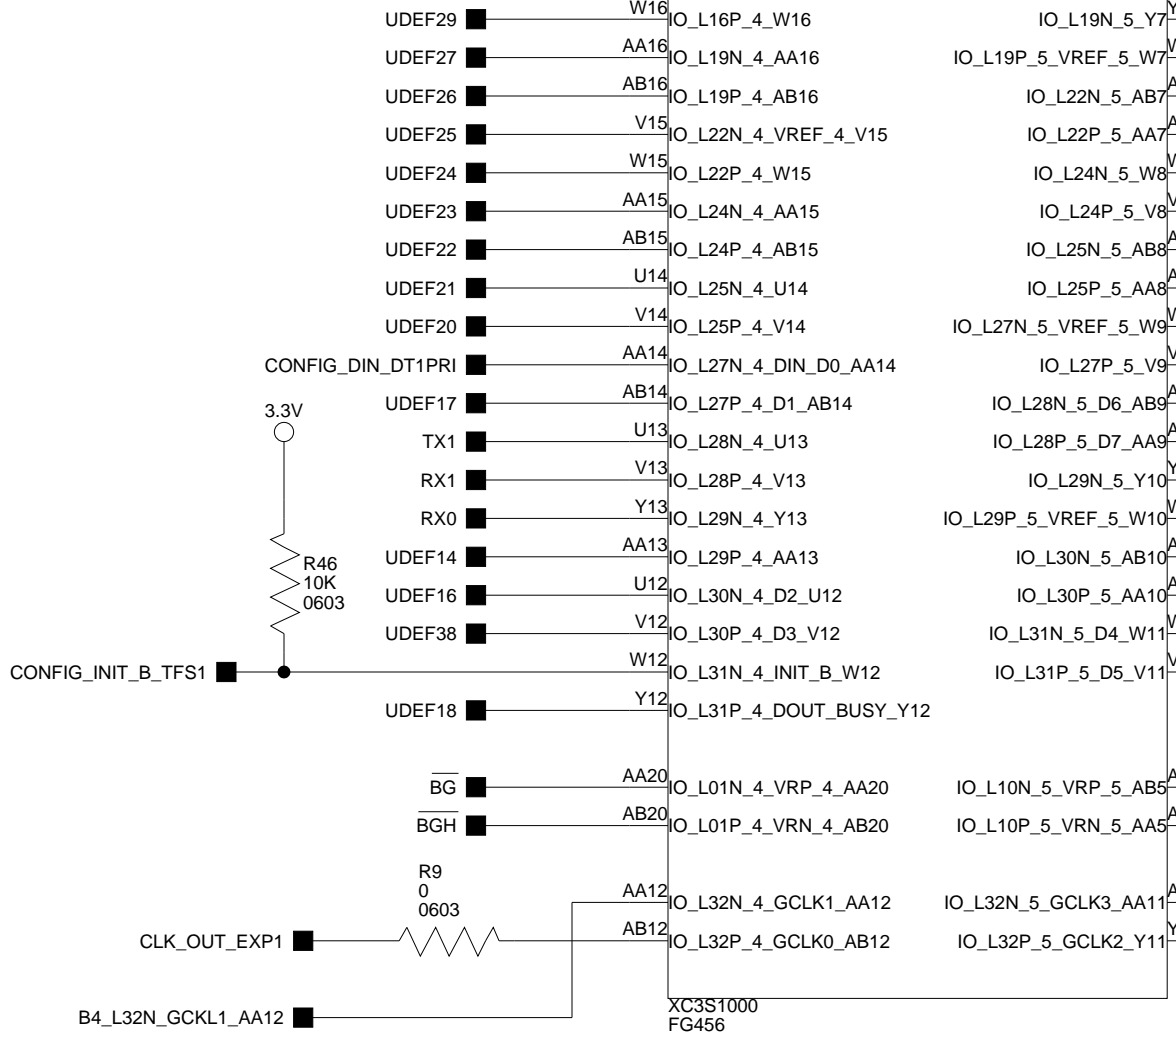 UDEF29 W16 IO_L16P_4_W16 IO_L19N_5_Y7
UDEF27 AA16 IO_L19N_4_AA16 IO_L19P_5_VREF_5_W7
UDEF26 AB16 IO_L19P_4_AB16 IO_L22N_5_AB7
UDEF25 V15 IO_L22N_4_VREF_4_V15 IO_L22P_5_AA7
UDEF24 W15 IO_L22P_4_W15 IO_L24N_5_W8
UDEF23 AA15 IO_L24N_4_AA15 IO_L24P_5_V8
UDEF22 AB15 IO_L24P_4_AB15 IO_L25N_5_AB8
UDEF21 U14 IO_L25N_4_U14 IO_L25P_5_AA8
UDEF20 V14 IO_L25P_4_V14 IO_L27N_5_VREF_5_W9
CONFIG_DIN_DT1PRI AA14 IO_L27N_4_DIN_D0_AA14 IO_L27P_5_V9
UDEF17 AB14 IO_L27P_4_D1_AB14 IO_L28N_5_D6_AB9
3.3V
TX1 U13 IO_L28N_4_U13 IO_L28P_5_D7_AA9
RX1 V13 IO_L28P_4_V13 IO_L29N_5_Y10
RX0 Y13 IO_L29N_4_Y13 IO_L29P_5_VREF_5_W10
UDEF14 AA13 IO_L29P_4_AA13 IO_L30N_5_AB10
R46
10K
0603
UDEF16 U12 IO_L30N_4_D2_U12 IO_L30P_5_AA10
UDEF38 V12 IO_L30P_4_D3_V12 IO_L31N_5_D4_W11
CONFIG_INIT_B_TFS1 W12 IO_L31N_4_INIT_B_W12 IO_L31P_5_D5_V11
UDEF18 Y12 IO_L31P_4_DOUT_BUSY_Y12
BG AA20 IO_L01N_4_VRP_4_AA20 IO_L10N_5_VRP_5_AB5
BGH AB20 IO_L01P_4_VRN_4_AB20 IO_L10P_5_VRN_5_AA5
R9
0
0603
AA12 IO_L32N_4_GCLK1_AA12 IO_L32N_5_GCLK3_AA11
CLK_OUT_EXP1 AB12 IO_L32P_4_GCLK0_AB12 IO_L32P_5_GCLK2_Y11
B4_L32N_GCKL1_AA12
XC3S1000
FG456